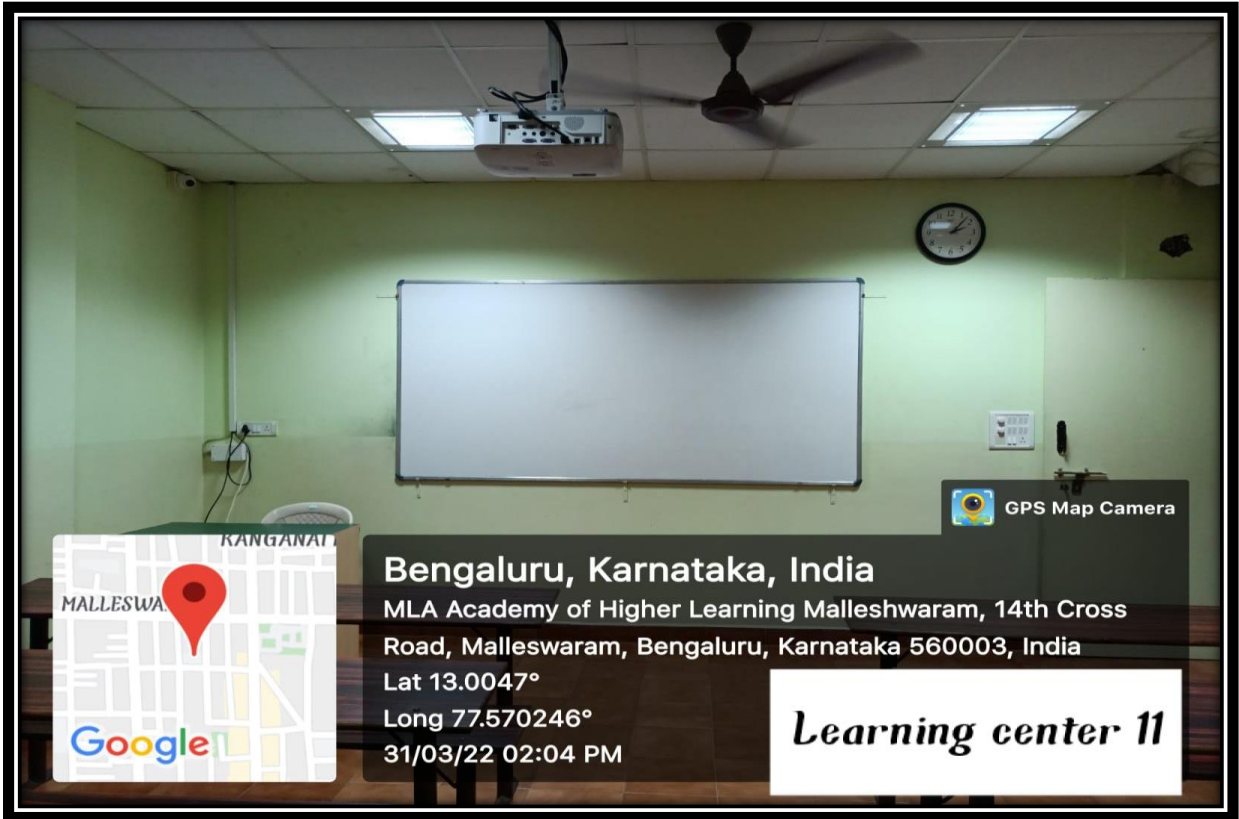 GPS Map Camera
MALLESWA
Google
Bengaluru, Karnataka, India
MLA Academy of Higher Learning Malleshwaram, 14th Cross
Road, Malleswaram, Bengaluru, Karnataka 560003, India
Lat 13.0047°
Long 77.570246°
31/03/22 02:04 PM
Learning center 11